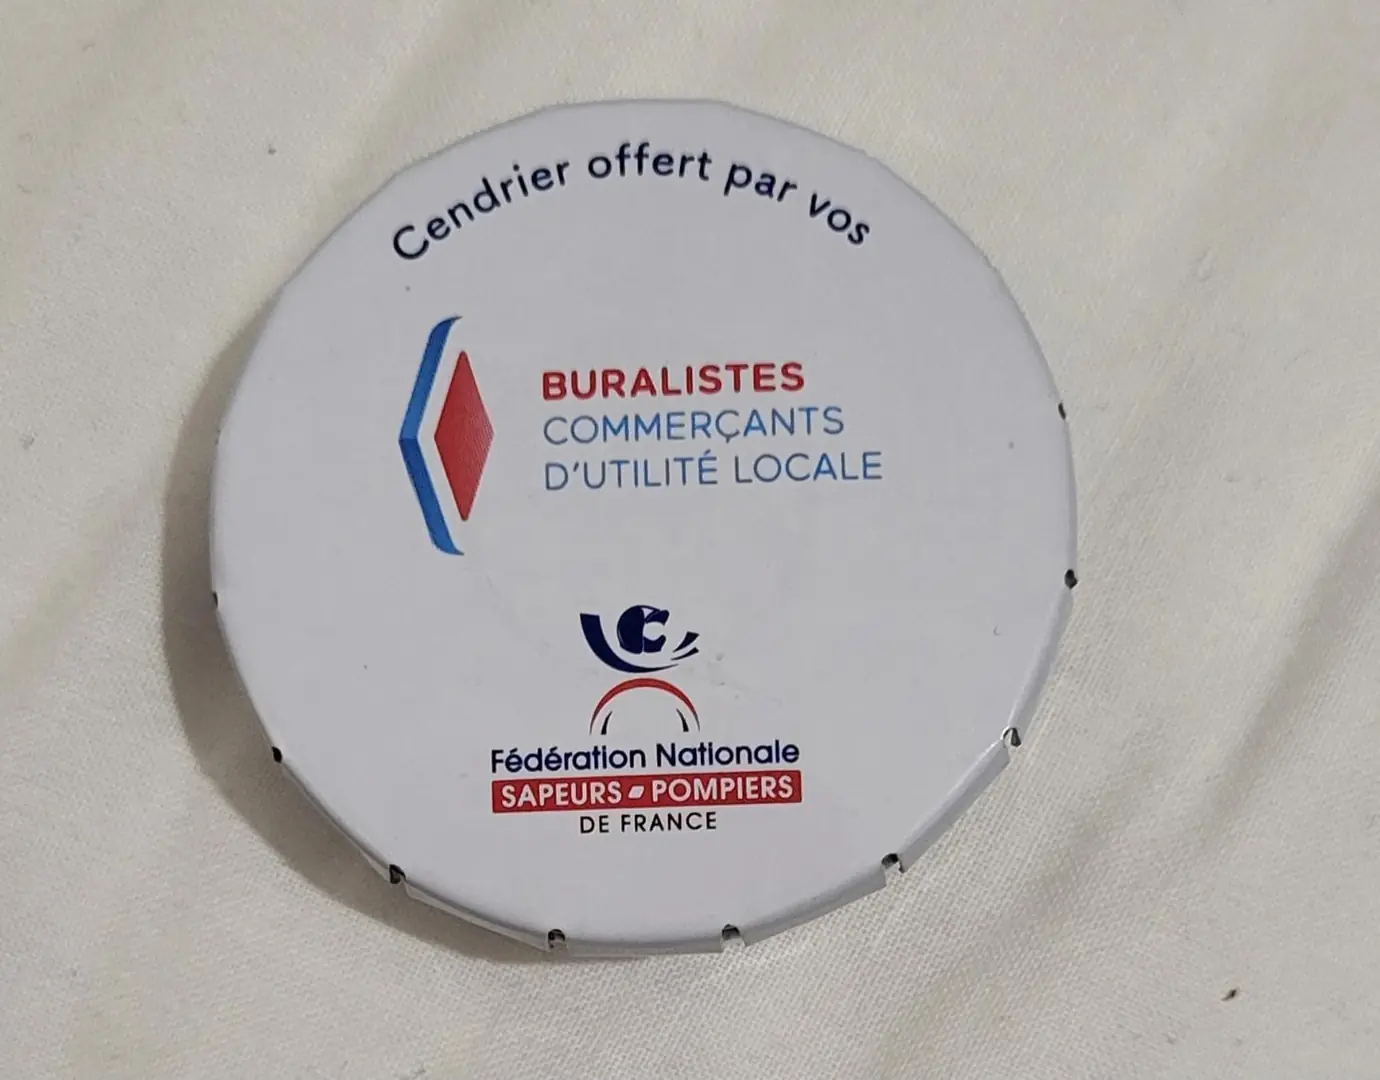 Cendrier offert par vos
BURALISTES
COMMERÇANTS
D'UTILITÉ LOCALE
Fédération Nationale
SAPEURS-POMPIERS
DE FRANCE